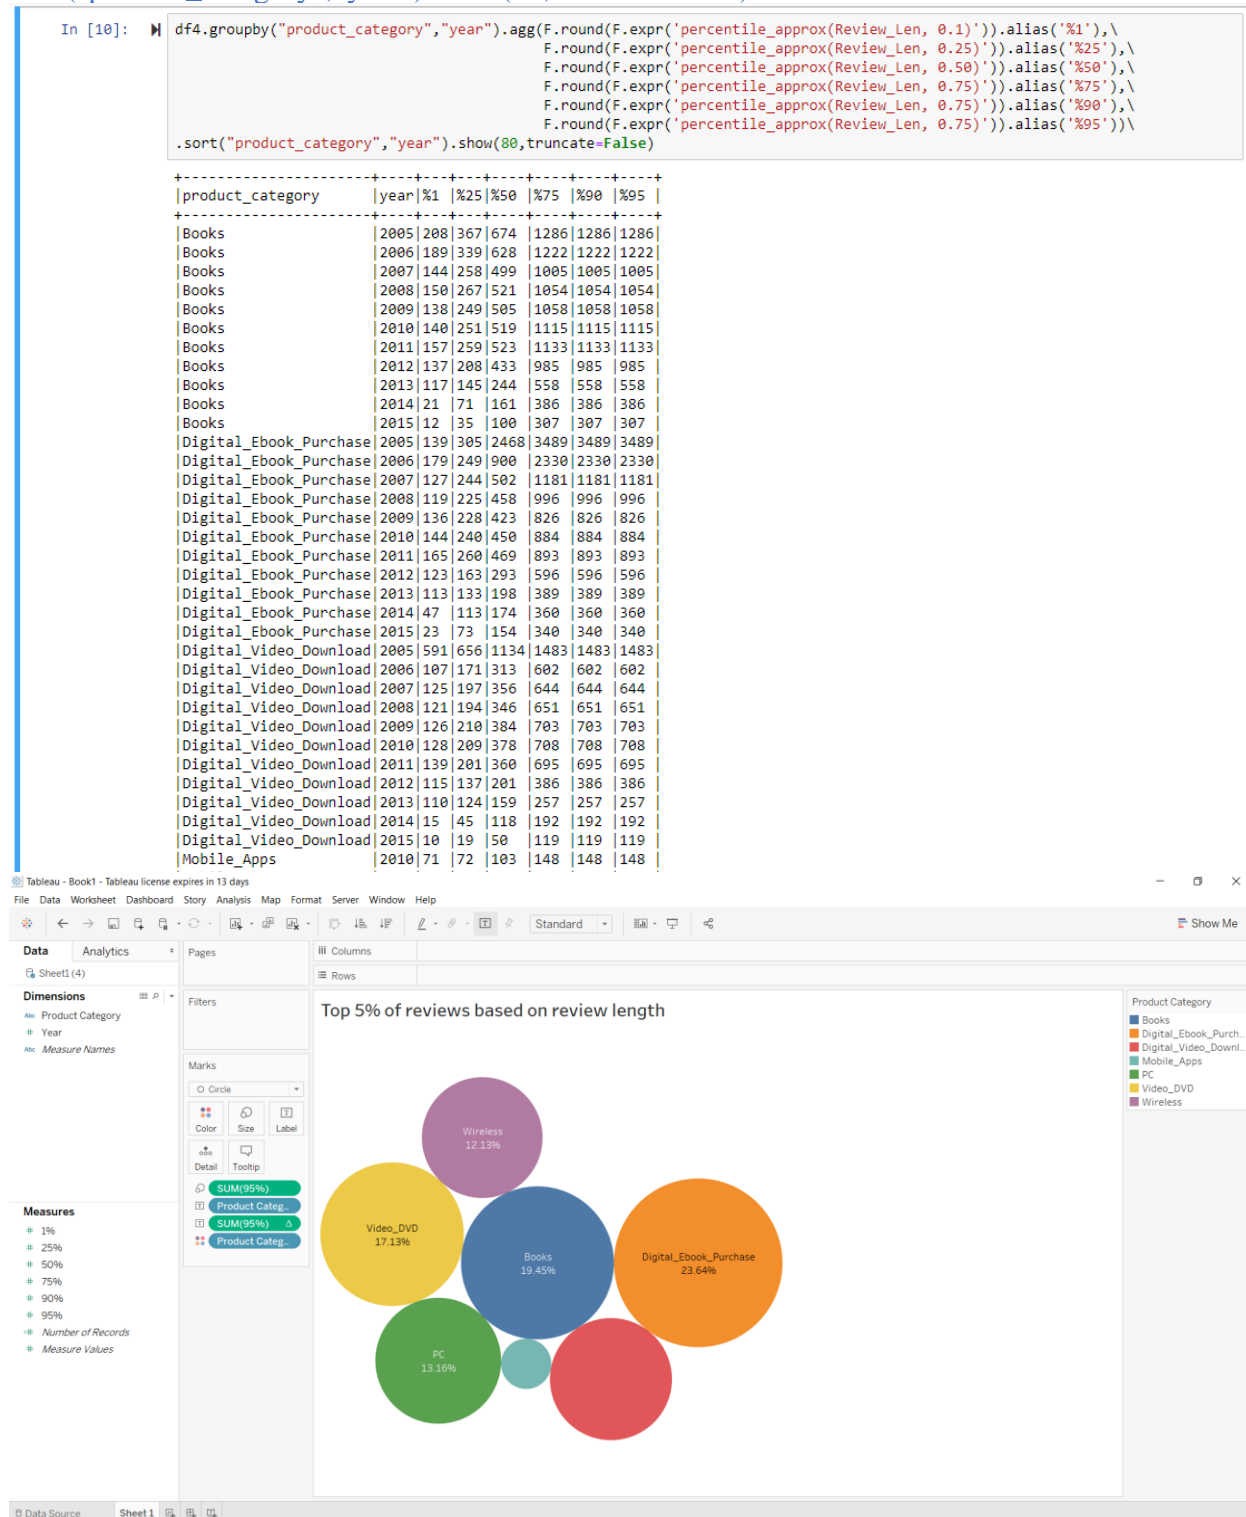 In [10]:
df4.groupby("product_category","year").agg(F.round(F.expr('percentile_approx(Review_Len, 0.1)')).alias('%1'),\
F.round(F.expr('percentile_approx(Review_Len, 0.25)')).alias('%25'),\
F.round(F.expr('percentile_approx(Review_Len, 0.50)')).alias('%50'),\
F.round(F.expr('percentile_approx(Review_Len, 0.75)')).alias('%75'),\
F.round(F.expr('percentile_approx(Review_Len, 0.75)')).alias('%90'),\
F.round(F.expr('percentile_approx(Review_Len, 0.75)')).alias('%95'))\
.sort("product_category","year").show(80,truncate=False)
+----------------------+----+---+---+----+----+----+----+
|product_category      |year|%1 |%25|%50 |%75 |%90 |%95 |
+----------------------+----+---+---+----+----+----+----+
|Books                 |2005|208|367|674 |1286|1286|1286|
|Books                 |2006|189|339|628 |1222|1222|1222|
|Books                 |2007|144|258|499 |1005|1005|1005|
|Books                 |2008|150|267|521 |1054|1054|1054|
|Books                 |2009|138|249|505 |1058|1058|1058|
|Books                 |2010|140|251|519 |1115|1115|1115|
|Books                 |2011|157|259|523 |1133|1133|1133|
|Books                 |2012|137|208|433 |985 |985 |985 |
|Books                 |2013|117|145|244 |558 |558 |558 |
|Books                 |2014|21 |71 |161 |386 |386 |386 |
|Books                 |2015|12 |35 |100 |307 |307 |307 |
|Digital_Ebook_Purchase|2005|139|305|2468|3489|3489|3489|
|Digital_Ebook_Purchase|2006|179|249|900 |2330|2330|2330|
|Digital_Ebook_Purchase|2007|127|244|502 |1181|1181|1181|
|Digital_Ebook_Purchase|2008|119|225|458 |996 |996 |996 |
|Digital_Ebook_Purchase|2009|136|228|423 |826 |826 |826 |
|Digital_Ebook_Purchase|2010|144|240|450 |884 |884 |884 |
|Digital_Ebook_Purchase|2011|165|260|469 |893 |893 |893 |
|Digital_Ebook_Purchase|2012|123|163|293 |596 |596 |596 |
|Digital_Ebook_Purchase|2013|113|133|198 |389 |389 |389 |
|Digital_Ebook_Purchase|2014|47 |113|174 |360 |360 |360 |
|Digital_Ebook_Purchase|2015|23 |73 |154 |340 |340 |340 |
|Digital_Video_Download|2005|591|656|1134|1483|1483|1483|
|Digital_Video_Download|2006|107|171|313 |602 |602 |602 |
|Digital_Video_Download|2007|125|197|356 |644 |644 |644 |
|Digital_Video_Download|2008|121|194|346 |651 |651 |651 |
|Digital_Video_Download|2009|126|210|384 |703 |703 |703 |
|Digital_Video_Download|2010|128|209|378 |708 |708 |708 |
|Digital_Video_Download|2011|139|201|360 |695 |695 |695 |
|Digital_Video_Download|2012|115|137|201 |386 |386 |386 |
|Digital_Video_Download|2013|110|124|159 |257 |257 |257 |
|Digital_Video_Download|2014|15 |45 |118 |192 |192 |192 |
|Digital_Video_Download|2015|10 |19 |50  |119 |119 |119 |
|Mobile_Apps           |2010|71 |72 |103 |148 |148 |148 |
Tableau - Book1 - Tableau license expires in 13 days
File Data Worksheet Dashboard Story Analysis Map Format Server Window Help
Standard
Show Me
Data Analytics
Sheet1 (4)
Dimensions
Abc Product Category
# Year
Abc Measure Names
Measures
# 1%
# 25%
# 50%
# 75%
# 90%
# 95%
=# Number of Records
# Measure Values
Pages
Filters
Marks
Circle
Color Size Label
Detail Tooltip
SUM(95%)
Product Categ..
SUM(95%) Δ
Product Categ..
Columns
Rows
Top 5% of reviews based on review length
Wireless
12.13%
Video_DVD
17.13%
Books
19.45%
Digital_Ebook_Purchase
23.64%
PC
13.16%
Product Category
Books
Digital_Ebook_Purch...
Digital_Video_Downl...
Mobile_Apps
PC
Video_DVD
Wireless
Data Source Sheet 1